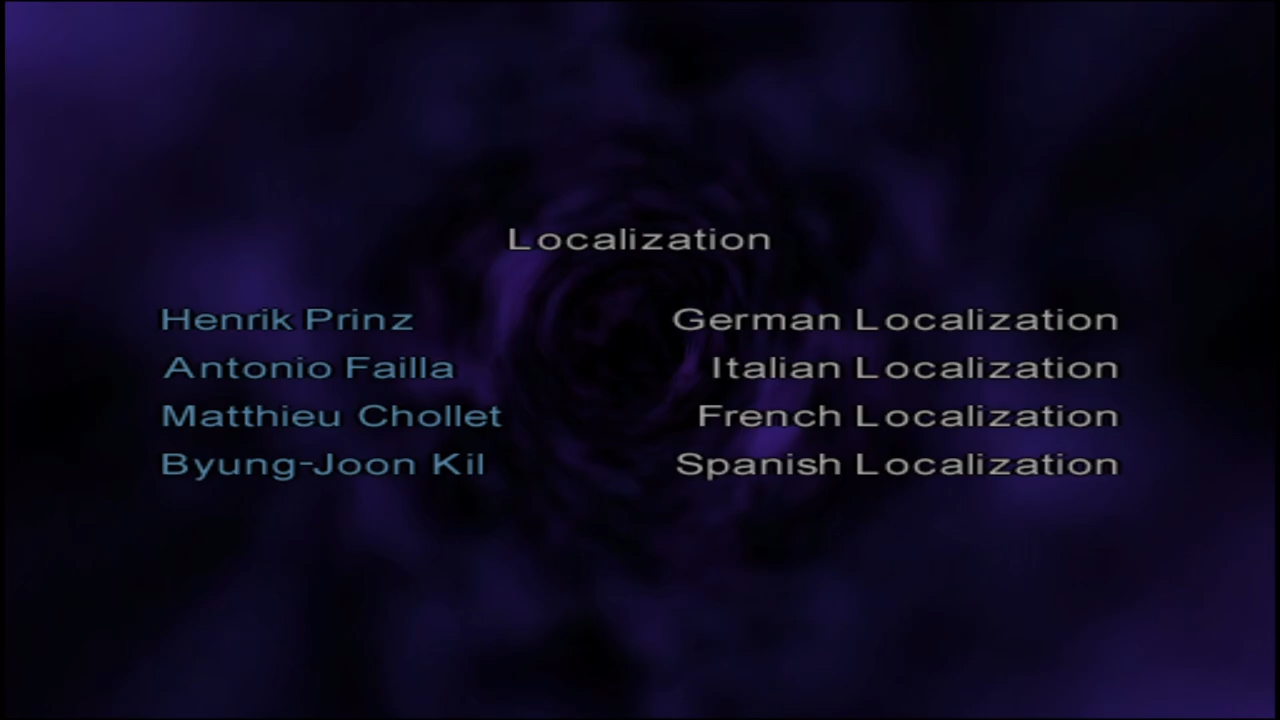 Localization
Henrik Prinz German Localization
Antonio Failla Italian Localization
Matthieu Chollet French Localization
Byung-Joon Kil Spanish Localization